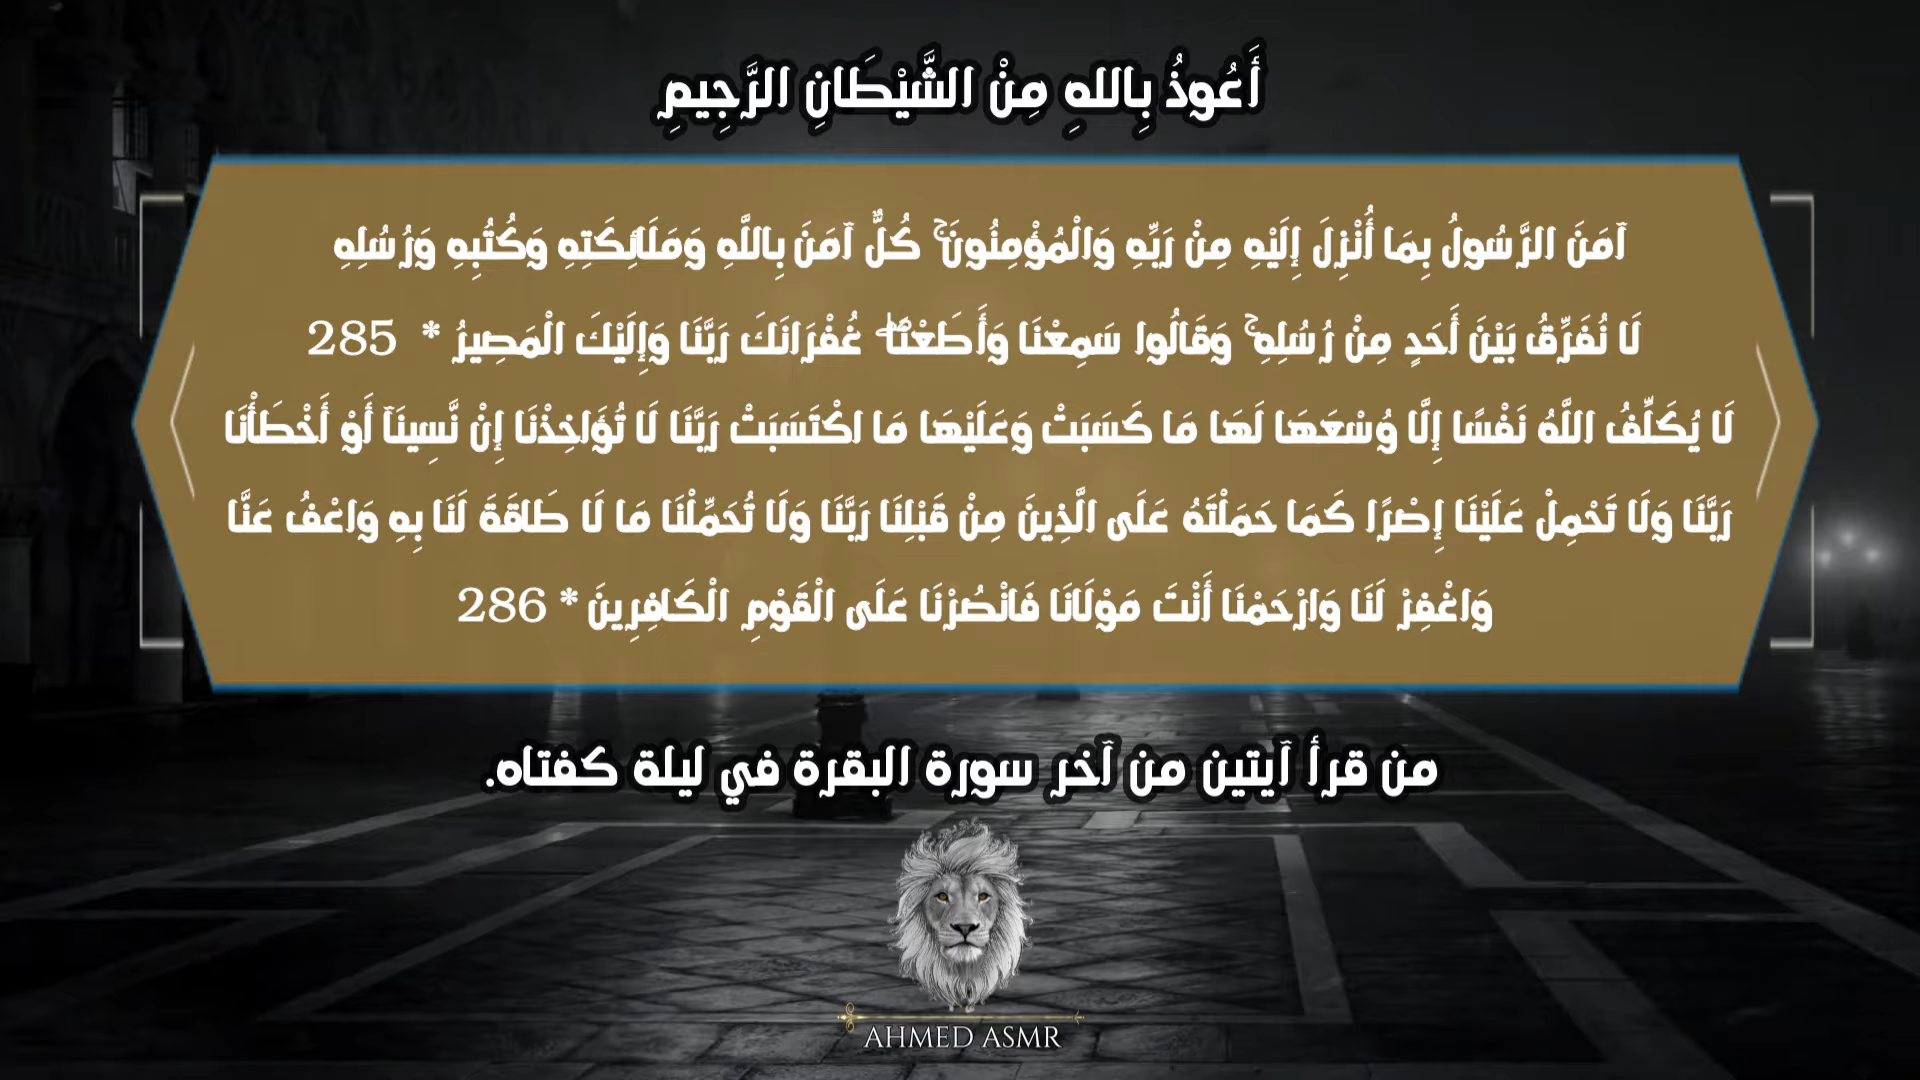 أَعُوذُ بِاللهِ مِنْ الشَّيْطَانِ الرَّجِيمِ
آمَنَ الرَّسُولُ بِمَا أُنْزِلَ إِلَيْهِ مِنْ رَبِّهِ وَالْمُؤْمِنُونَ ۚ كُلٌّ آمَنَ بِاللَّهِ وَمَلَائِكَتِهِ وَكُتُبِهِ وَرُسُلِهِ
لَا نُفَرِّقُ بَيْنَ أَحَدٍ مِنْ رُسُلِهِ ۚ وَقَالُوا سَمِعْنَا وَأَطَعْنَا ۖ غُفْرَانَكَ رَبَّنَا وَإِلَيْكَ الْمَصِيرُ * 285
لَا يُكَلِّفُ اللَّهُ نَفْسًا إِلَّا وُسْعَهَا لَهَا مَا كَسَبَتْ وَعَلَيْهَا مَا اكْتَسَبَتْ رَبَّنَا لَا تُؤَاخِذْنَا إِنْ نَّسِينَآ أَوْ أَخْطَأْنَا
رَبَّنَا وَلَا تَحْمِلْ عَلَيْنَا إِصْرًا كَمَا حَمَلْتَهُ عَلَى الَّذِينَ مِنْ قَبْلِنَا رَبَّنَا وَلَا تُحَمِّلْنَا مَا لَا طَاقَةَ لَنَا بِهِ وَاعْفُ عَنَّا
وَاغْفِرْ لَنَا وَارْحَمْنَا أَنْتَ مَوْلَانَا فَانْصُرْنَا عَلَى الْقَوْمِ الْكَافِرِينَ * 286
من قرأ آيتين من آخر سورة البقرة في ليلة كفتاه.
AHMED ASMR